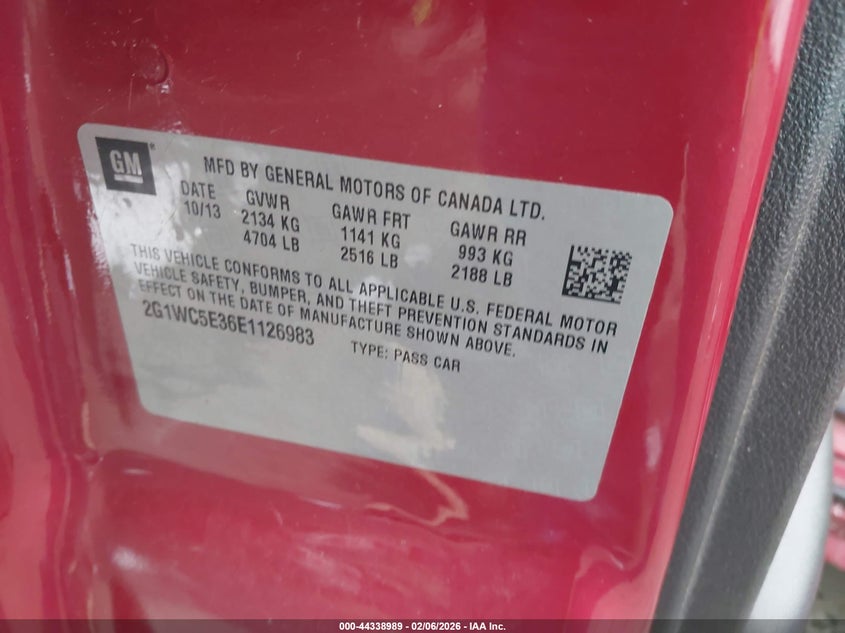 GM
MFD BY GENERAL MOTORS OF CANADA LTD.
DATE GVWR GAWR FRT GAWR RR
10/13 2134 KG 1141 KG 993 KG
4704 LB 2516 LB 2188 LB
THIS VEHICLE CONFORMS TO ALL APPLICABLE U.S. FEDERAL MOTOR
VEHICLE SAFETY, BUMPER, AND THEFT PREVENTION STANDARDS IN
EFFECT ON THE DATE OF MANUFACTURE SHOWN ABOVE.
2G1WC5E36E1126983 TYPE: PASS CAR
000-44338989 - 02/06/2026 - IAA Inc.